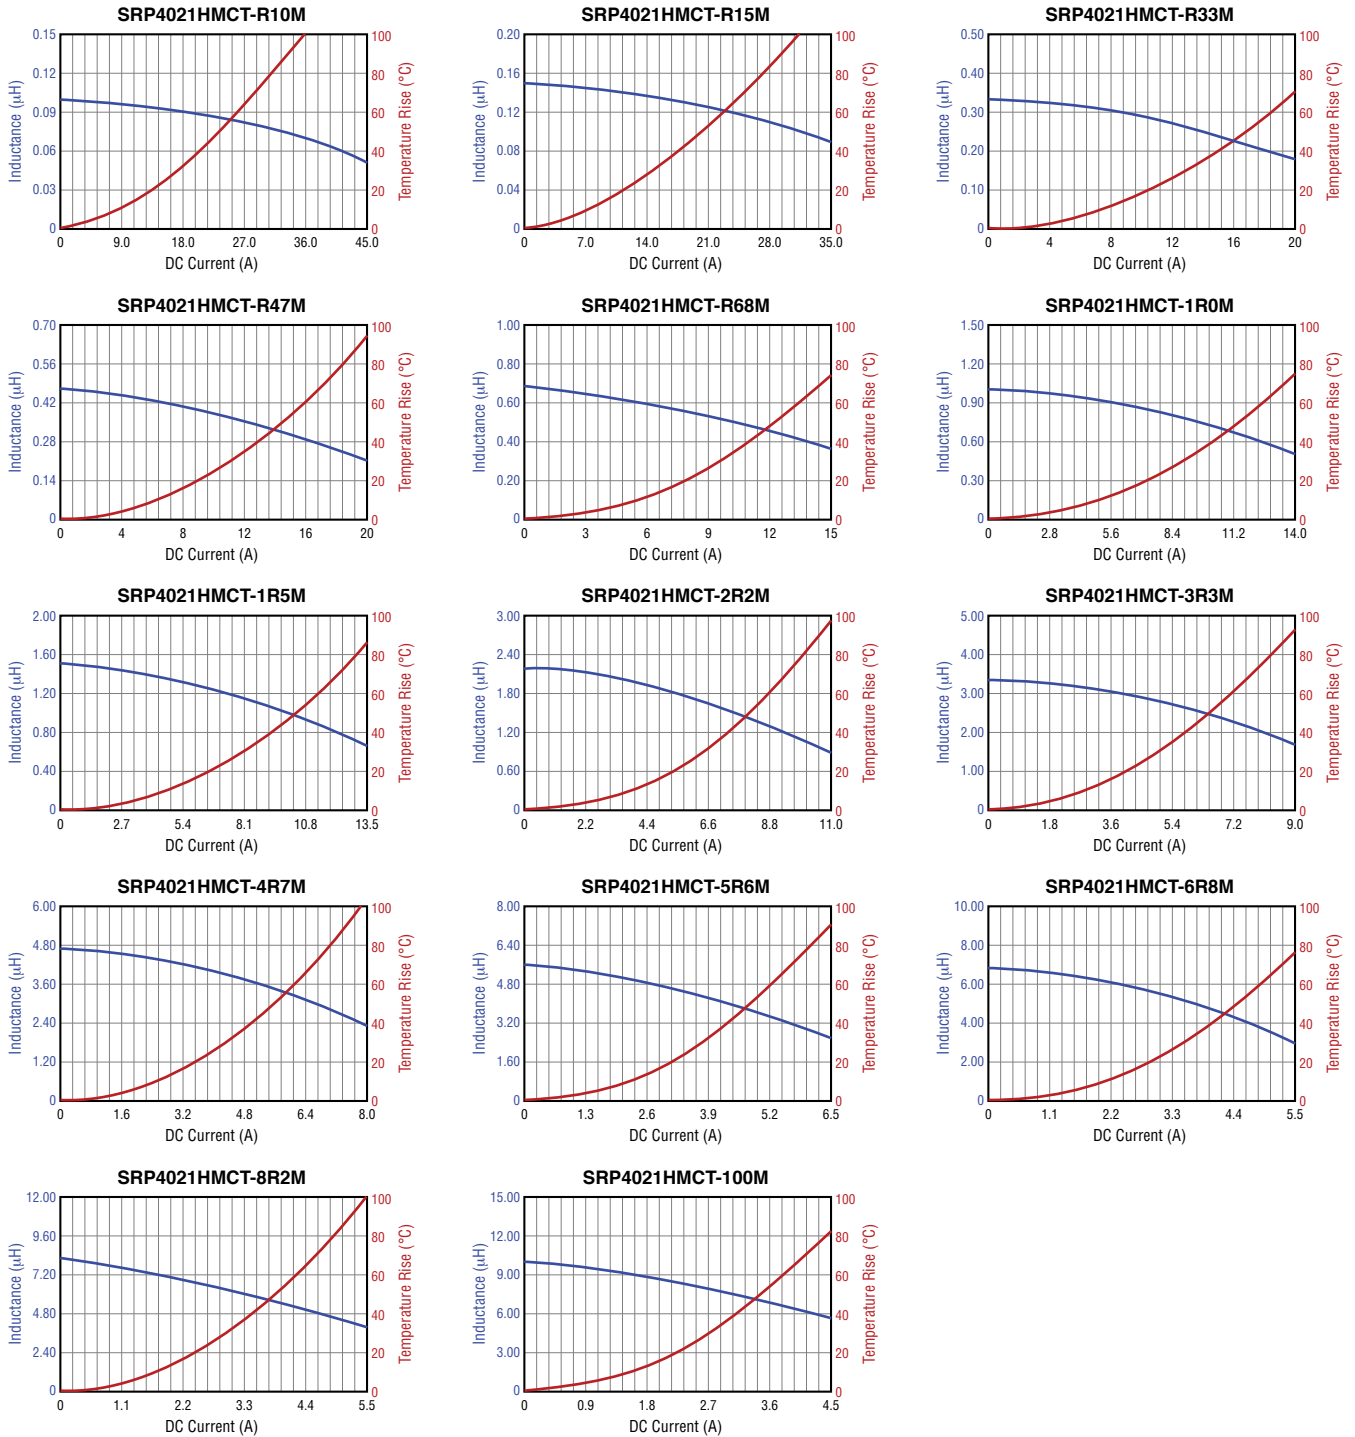 SRP4021HMCT-R10M
Inductance (µH)
0.15
0.12
0.09
0.06
0.03
0
100
80
60
40
20
0
Temperature Rise (°C)
0 9.0 18.0 27.0 36.0 45.0
DC Current (A)
SRP4021HMCT-R15M
Inductance (µH)
0.20
0.16
0.12
0.08
0.04
0
100
80
60
40
20
0
Temperature Rise (°C)
0 7.0 14.0 21.0 28.0 35.0
DC Current (A)
SRP4021HMCT-R33M
Inductance (µH)
0.50
0.40
0.30
0.20
0.10
0
100
80
60
40
20
0
Temperature Rise (°C)
0 4 8 12 16 20
DC Current (A)
SRP4021HMCT-R47M
Inductance (µH)
0.70
0.56
0.42
0.28
0.14
0
100
80
60
40
20
0
Temperature Rise (°C)
0 4 8 12 16 20
DC Current (A)
SRP4021HMCT-R68M
Inductance (µH)
1.00
0.80
0.60
0.40
0.20
0
100
80
60
40
20
0
Temperature Rise (°C)
0 3 6 9 12 15
DC Current (A)
SRP4021HMCT-1R0M
Inductance (µH)
1.50
1.20
0.90
0.60
0.30
0
100
80
60
40
20
0
Temperature Rise (°C)
0 2.8 5.6 8.4 11.2 14.0
DC Current (A)
SRP4021HMCT-1R5M
Inductance (µH)
2.00
1.60
1.20
0.80
0.40
0
100
80
60
40
20
0
Temperature Rise (°C)
0 2.7 5.4 8.1 10.8 13.5
DC Current (A)
SRP4021HMCT-2R2M
Inductance (µH)
3.00
2.40
1.80
1.20
0.60
0
100
80
60
40
20
0
Temperature Rise (°C)
0 2.2 4.4 6.6 8.8 11.0
DC Current (A)
SRP4021HMCT-3R3M
Inductance (µH)
5.00
4.00
3.00
2.00
1.00
0
100
80
60
40
20
0
Temperature Rise (°C)
0 1.8 3.6 5.4 7.2 9.0
DC Current (A)
SRP4021HMCT-4R7M
Inductance (µH)
6.00
4.80
3.60
2.40
1.20
0
100
80
60
40
20
0
Temperature Rise (°C)
0 1.6 3.2 4.8 6.4 8.0
DC Current (A)
SRP4021HMCT-5R6M
Inductance (µH)
8.00
6.40
4.80
3.20
1.60
0
100
80
60
40
20
0
Temperature Rise (°C)
0 1.3 2.6 3.9 5.2 6.5
DC Current (A)
SRP4021HMCT-6R8M
Inductance (µH)
10.00
8.00
6.00
4.00
2.00
0
100
80
60
40
20
0
Temperature Rise (°C)
0 1.1 2.2 3.3 4.4 5.5
DC Current (A)
SRP4021HMCT-8R2M
Inductance (µH)
12.00
9.60
7.20
4.80
2.40
0
100
80
60
40
20
0
Temperature Rise (°C)
0 1.1 2.2 3.3 4.4 5.5
DC Current (A)
SRP4021HMCT-100M
Inductance (µH)
15.00
12.00
9.00
6.00
3.00
0
100
80
60
40
20
0
Temperature Rise (°C)
0 0.9 1.8 2.7 3.6 4.5
DC Current (A)